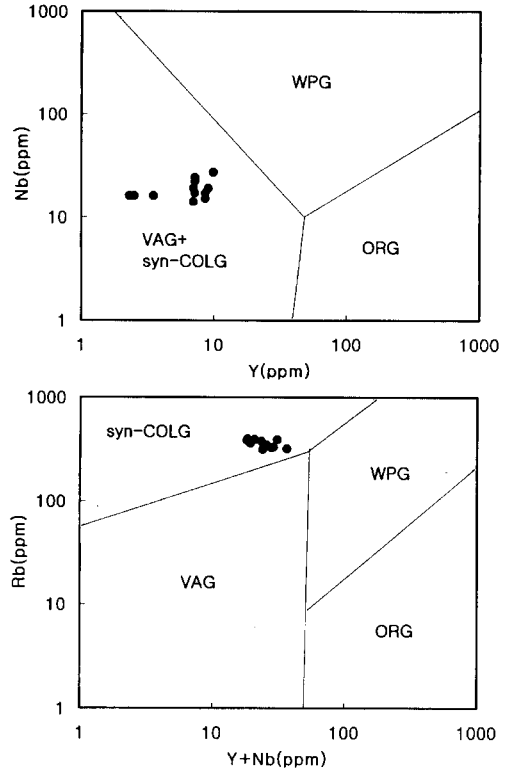 1000
WPG
100
Nb(ppm)
10
VAG+
syn-COLG
ORG
1
1 10 100 1000
Y(ppm)
1000
syn-COLG
WPG
100
Rb(ppm)
VAG
10
ORG
1
1 10 100 1000
Y+Nb(ppm)